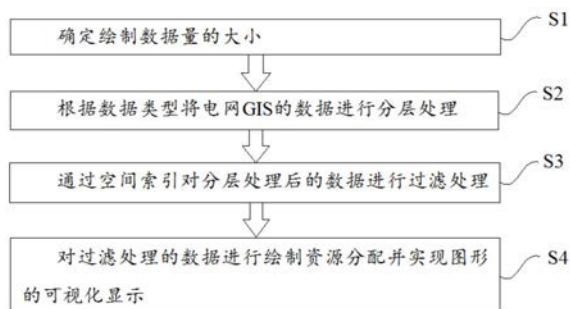 确定绘制数据量的大小
S1
根据数据类型将电网GIS的数据进行分层处理
S2
通过空间索引对分层处理后的数据进行过滤处理
S3
对过滤处理的数据进行绘制资源分配并实现图形
的可视化显示
S4